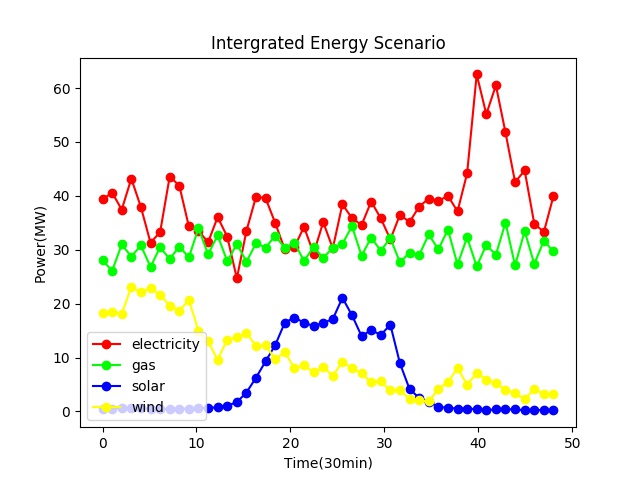 Intergrated Energy Scenario
Power(MW)
60
50
40
30
20
10
0
electricity
gas
solar
wind
0 10 20 30 40 50
Time(30min)